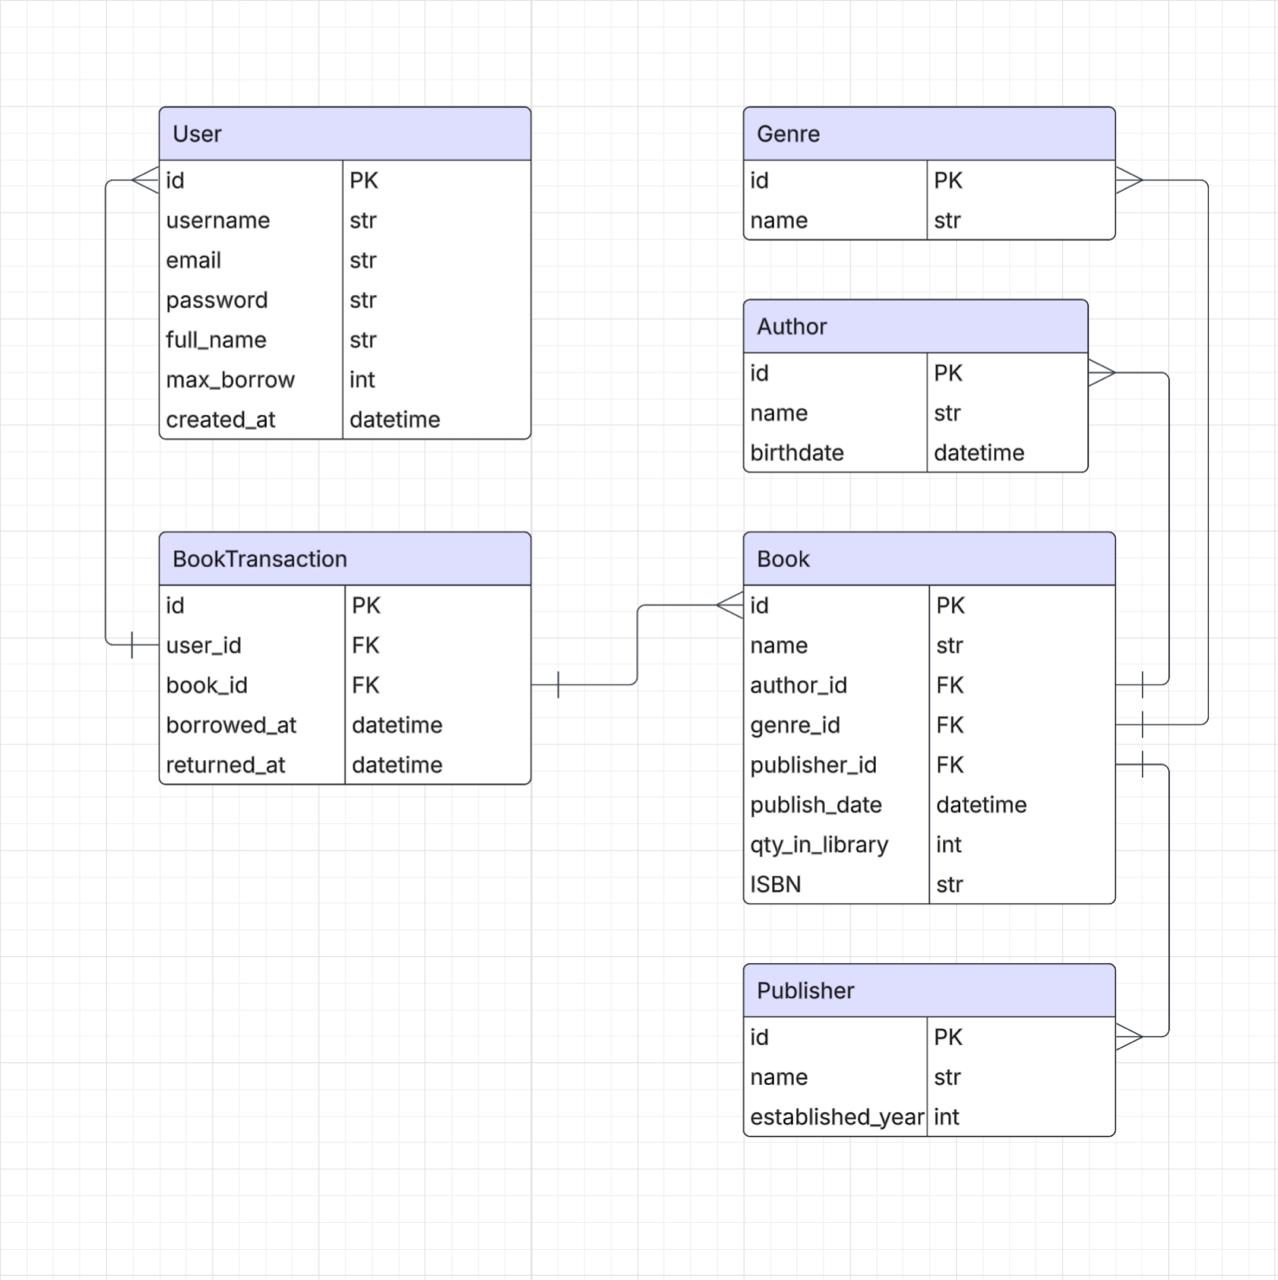 User
id PK
username str
email str
password str
full_name str
max_borrow int
created_at datetime
Genre
id PK
name str
Author
id PK
name str
birthdate datetime
BookTransaction
id PK
user_id FK
book_id FK
borrowed_at datetime
returned_at datetime
Book
id PK
name str
author_id FK
genre_id FK
publisher_id FK
publish_date datetime
qty_in_library int
ISBN str
Publisher
id PK
name str
established_year int